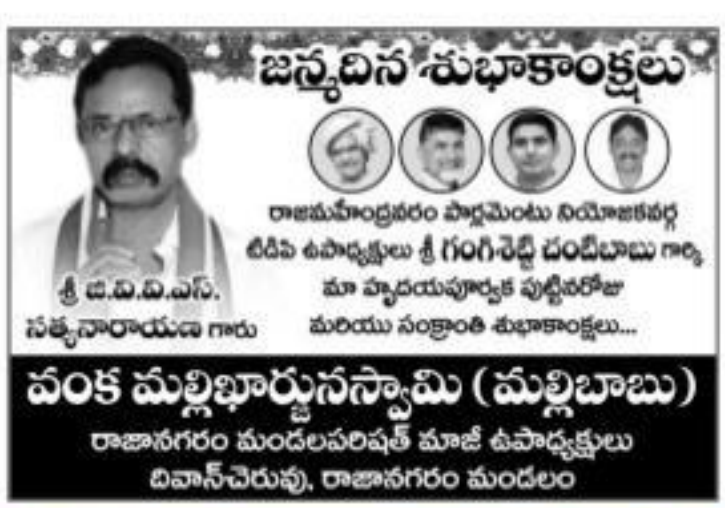 జన్మదిన శుభాకాంక్షలు
రాజమహేంద్రవరం పార్లమెంటు నియోజకవర్గ
టిడిపి ఉపాధ్యక్షులు శ్రీ గంగిశెట్టి చంటిబాబు గార్కి
మా హృదయపూర్వక పుట్టినరోజు
మరియు సంక్రాంతి శుభాకాంక్షలు...
శ్రీ జి.వి.వి.ఎస్.
సత్యనారాయణ గారు
వంక మల్లిఖార్జునస్వామి (మల్లిబాబు)
రాజానగరం మండలపరిషత్ మాజీ ఉపాధ్యక్షులు
దివాన్‌చెరువు, రాజానగరం మండలం